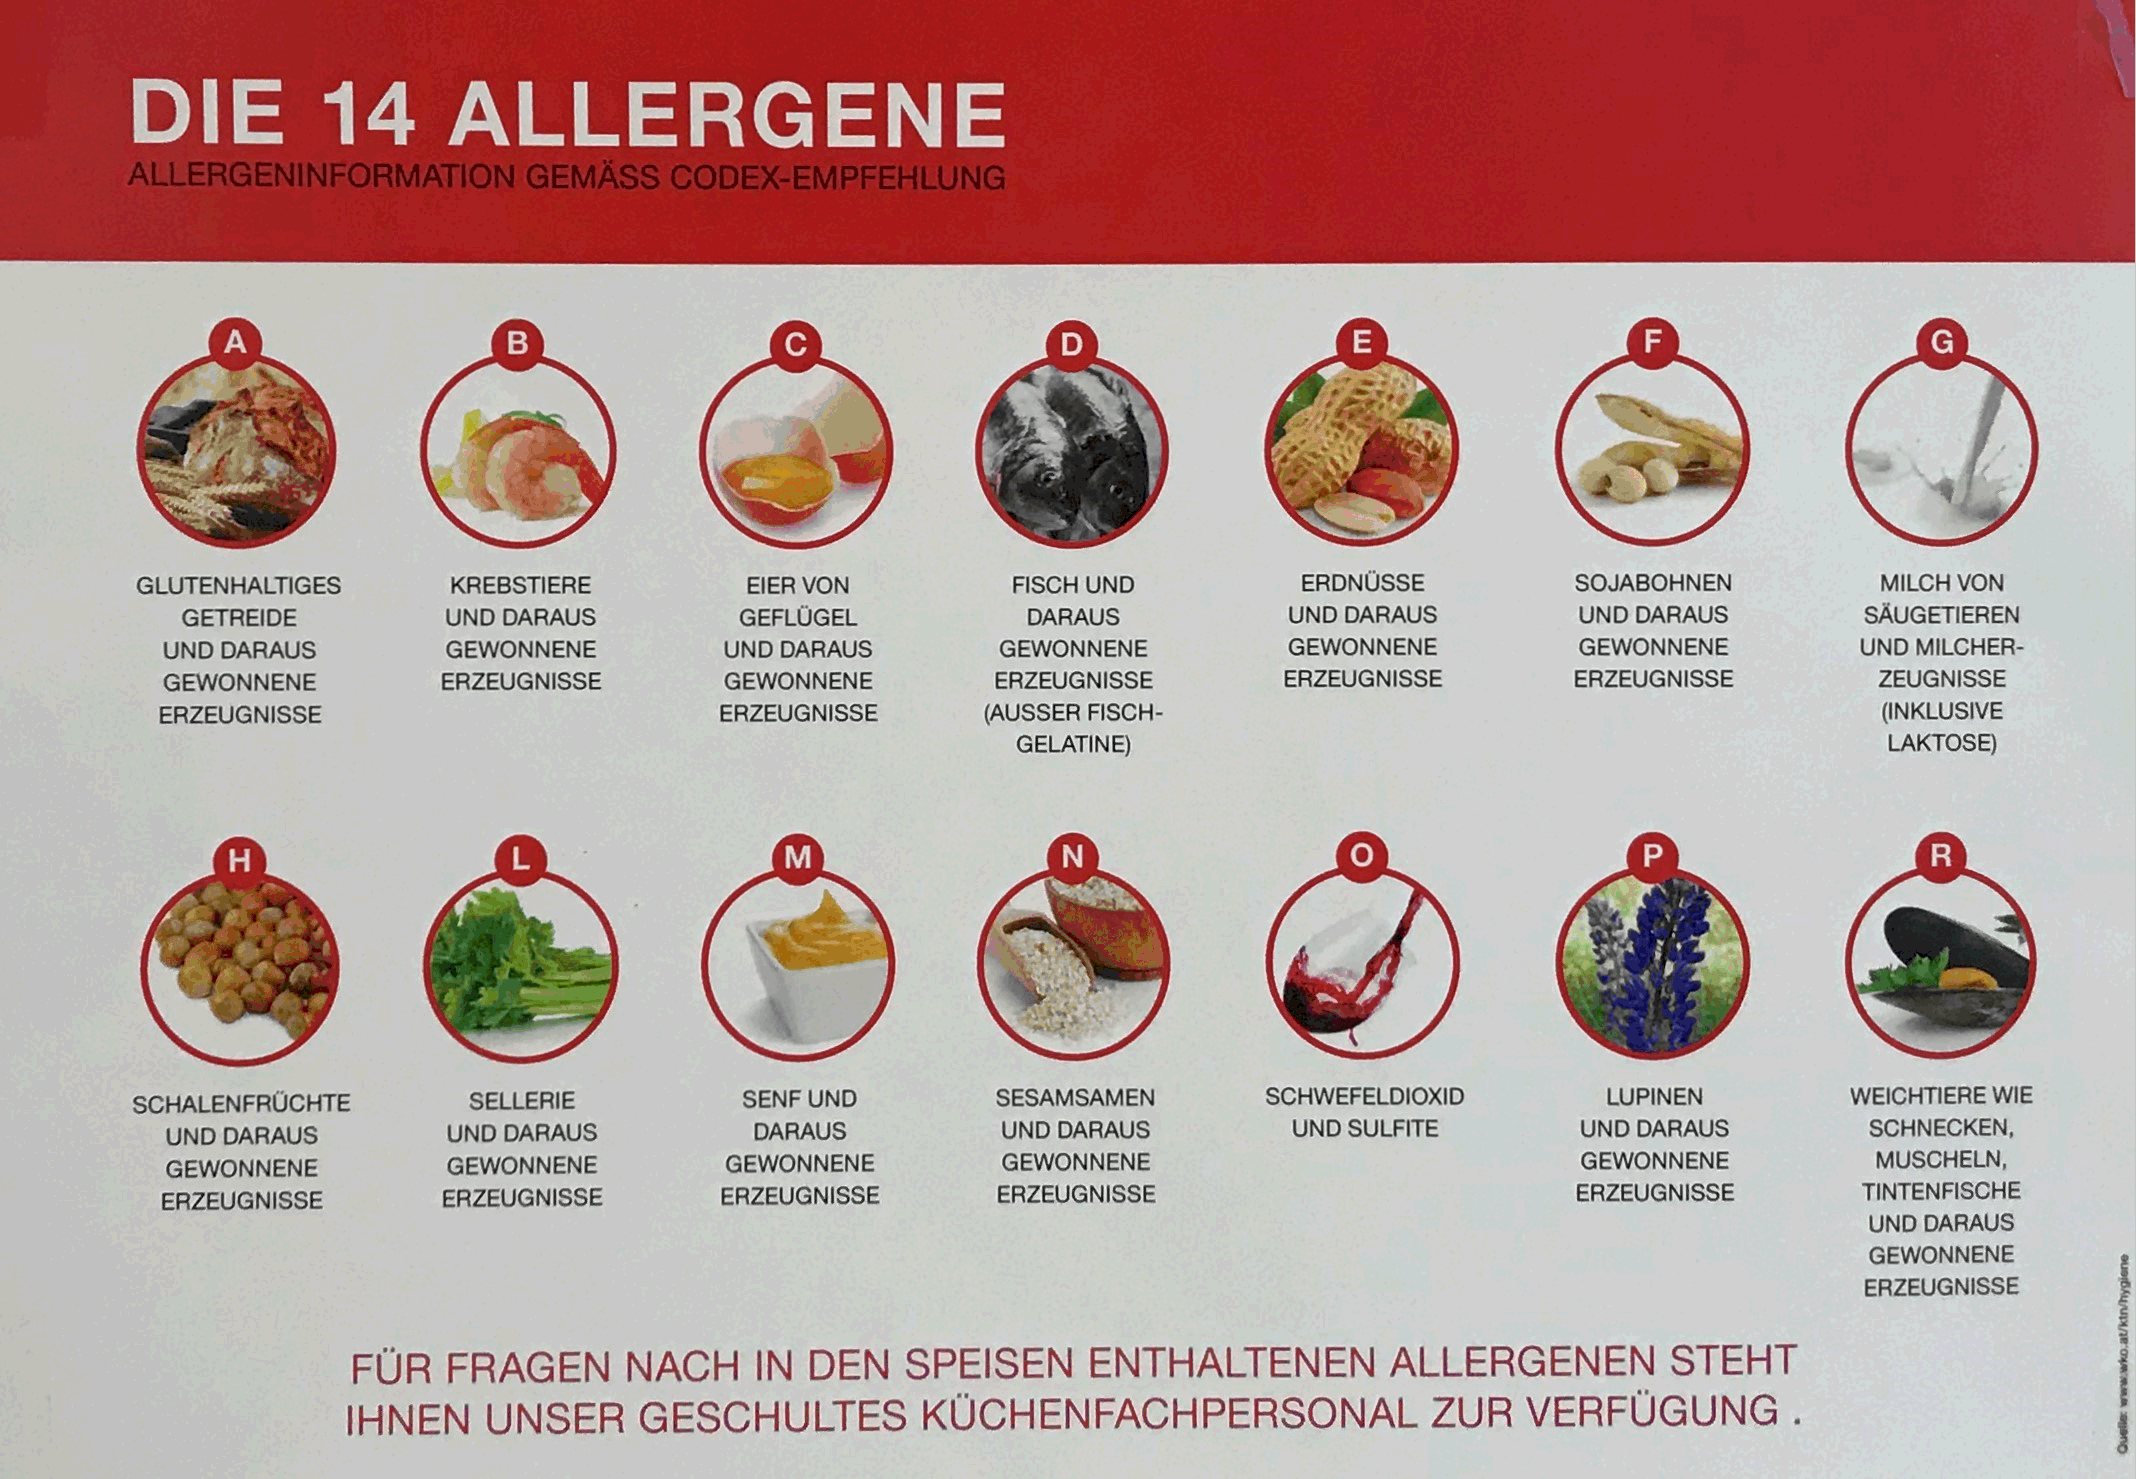 DIE 14 ALLERGENE
ALLERGENINFORMATION GEMÄSS CODEX-EMPFEHLUNG
A
GLUTENHALTIGES
GETREIDE
UND DARAUS
GEWONNENE
ERZEUGNISSE
B
KREBSTIERE
UND DARAUS
GEWONNENE
ERZEUGNISSE
C
EIER VON
GEFLÜGEL
UND DARAUS
GEWONNENE
ERZEUGNISSE
D
FISCH UND
DARAUS
GEWONNENE
ERZEUGNISSE
(AUSSER FISCH-
GELATINE)
E
ERDNÜSSE
UND DARAUS
GEWONNENE
ERZEUGNISSE
F
SOJABOHNEN
UND DARAUS
GEWONNENE
ERZEUGNISSE
G
MILCH VON
SÄUGETIEREN
UND MILCHER-
ZEUGNISSE
(INKLUSIVE
LAKTOSE)
H
SCHALENFRÜCHTE
UND DARAUS
GEWONNENE
ERZEUGNISSE
L
SELLERIE
UND DARAUS
GEWONNENE
ERZEUGNISSE
M
SENF UND
DARAUS
GEWONNENE
ERZEUGNISSE
N
SESAMSAMEN
UND DARAUS
GEWONNENE
ERZEUGNISSE
O
SCHWEFELDIOXID
UND SULFITE
P
LUPINEN
UND DARAUS
GEWONNENE
ERZEUGNISSE
R
WEICHTIERE WIE
SCHNECKEN,
MUSCHELN,
TINTENFISCHE
UND DARAUS
GEWONNENE
ERZEUGNISSE
FÜR FRAGEN NACH IN DEN SPEISEN ENTHALTENEN ALLERGENEN STEHT
IHNEN UNSER GESCHULTES KÜCHENFACHPERSONAL ZUR VERFÜGUNG .
Quelle: www.wko.at/ktn/hygiene